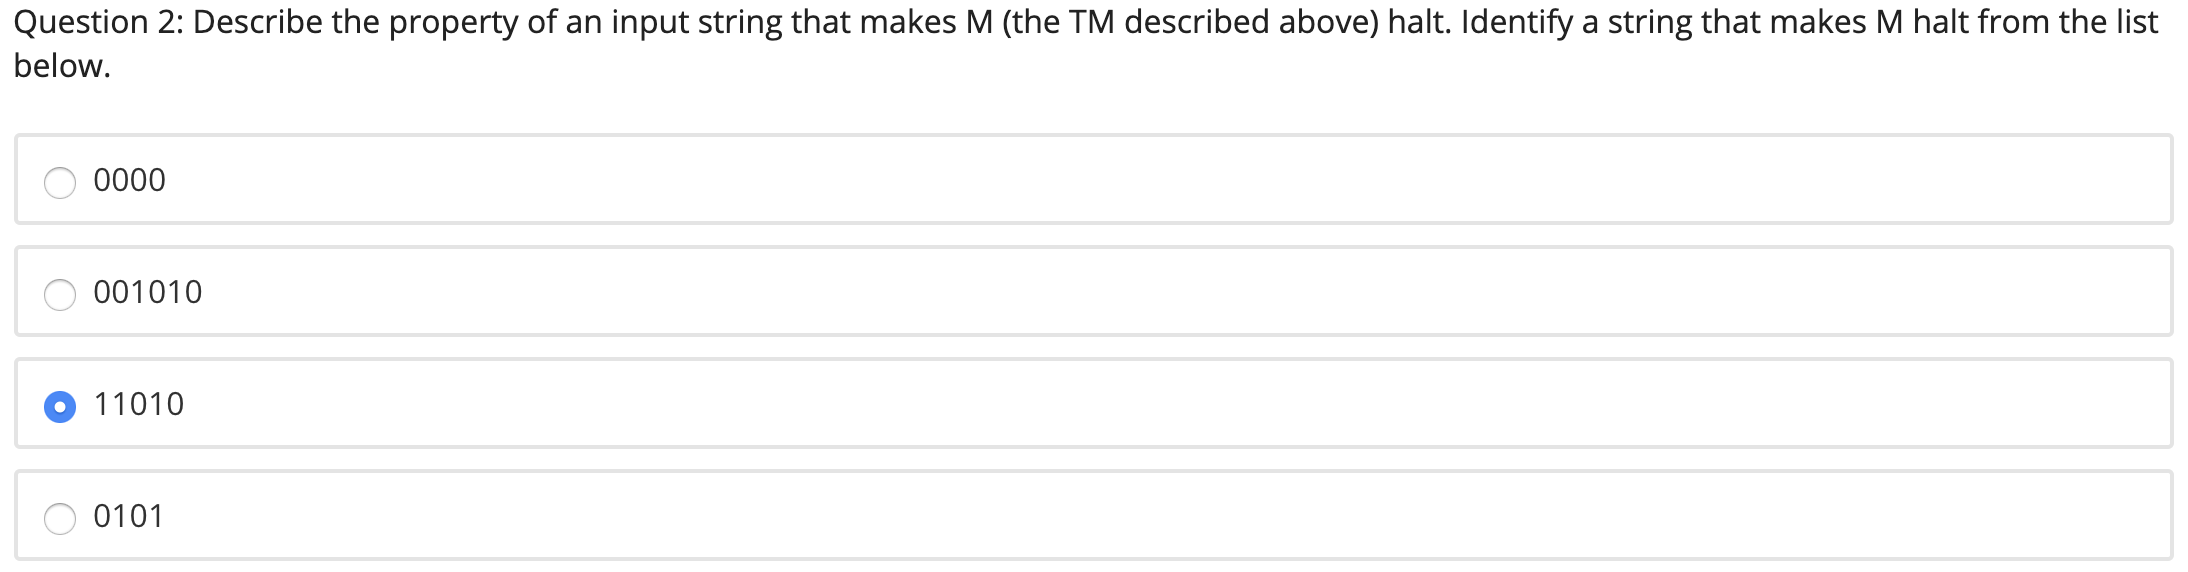 Question 2: Describe the property of an input string that makes M (the TM described above) halt. Identify a string that makes M halt from the list
below.
0000
001010
11010
0101